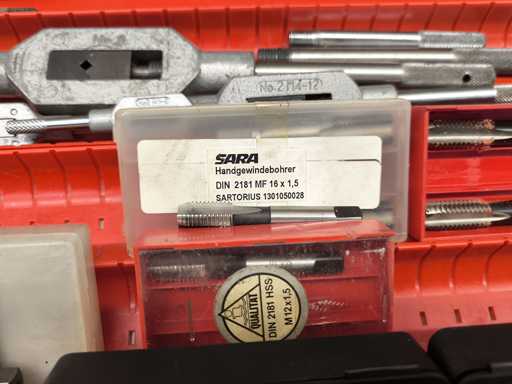 No.2 M4-12
SARA
Handgewindebohrer
DIN 2181 MF 16 x 1,5
SARTORIUS 1301050028
QUALITÄT
DIN 2181 HSS
M12x1,5